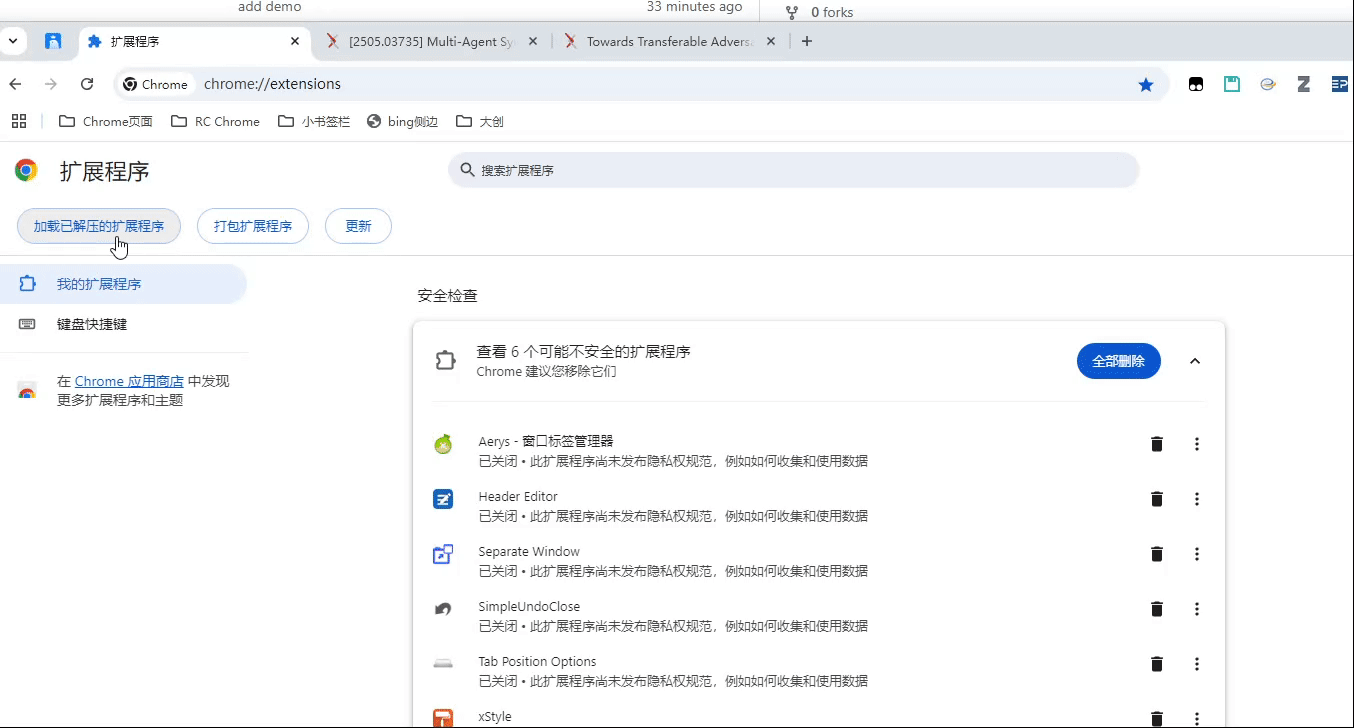 add demo
33 minutes ago
0 forks
扩展程序
[2505.03735] Multi-Agent Sy
Towards Transferable Advers
Chrome
chrome://extensions
Chrome页面
RC Chrome
小书签栏
bing侧边
大创
扩展程序
搜索扩展程序
加载已解压的扩展程序
打包扩展程序
更新
我的扩展程序
键盘快捷键
在 Chrome 应用商店 中发现
更多扩展程序和主题
安全检查
查看 6 个可能不安全的扩展程序
Chrome 建议您移除它们
全部删除
Aerys - 窗口标签管理器
已关闭 • 此扩展程序尚未发布隐私权规范，例如如何收集和使用数据
Header Editor
已关闭 • 此扩展程序尚未发布隐私权规范，例如如何收集和使用数据
Separate Window
已关闭 • 此扩展程序尚未发布隐私权规范，例如如何收集和使用数据
SimpleUndoClose
已关闭 • 此扩展程序尚未发布隐私权规范，例如如何收集和使用数据
Tab Position Options
已关闭 • 此扩展程序尚未发布隐私权规范，例如如何收集和使用数据
xStyle